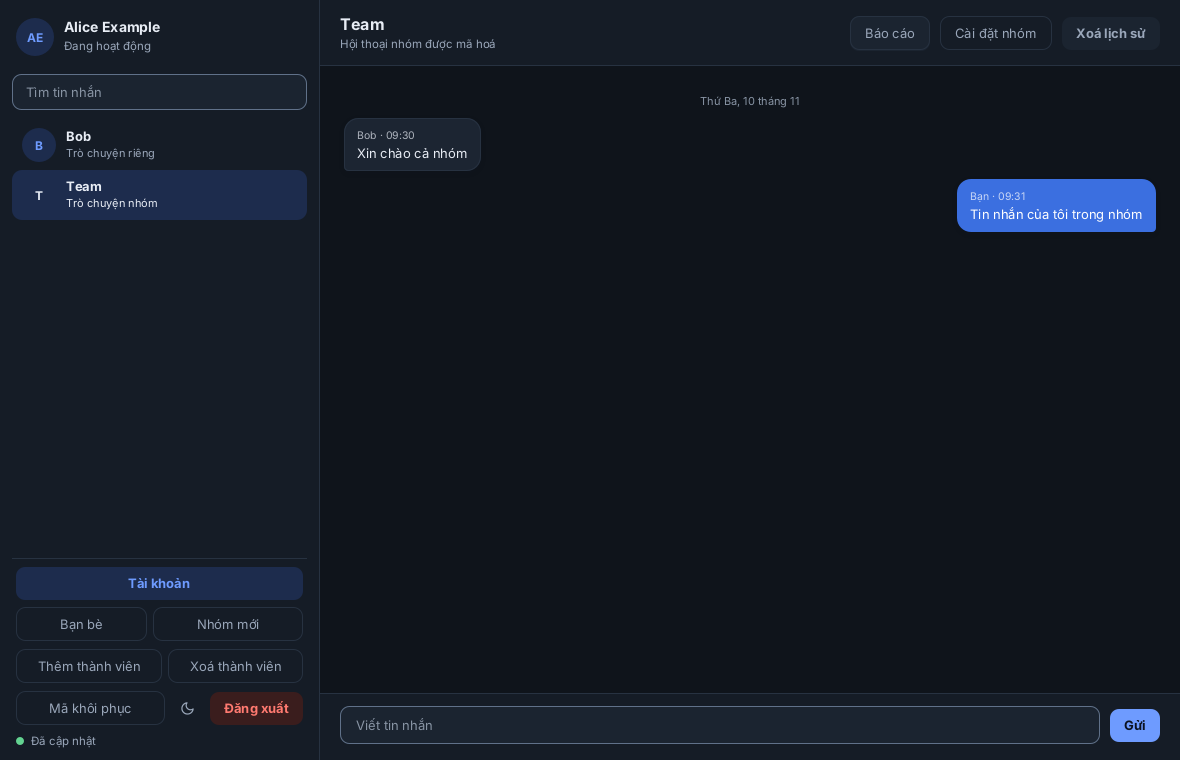 AE
Alice Example
Đang hoạt động
Tìm tin nhắn
B
Bob
Trò chuyện riêng
T
Team
Trò chuyện nhóm
Tài khoản
Bạn bè
Nhóm mới
Thêm thành viên
Xoá thành viên
Mã khôi phục
Đăng xuất
Đã cập nhật
Team
Hội thoại nhóm được mã hoá
Báo cáo
Cài đặt nhóm
Xoá lịch sử
Thứ Ba, 10 tháng 11
Bob · 09:30
Xin chào cả nhóm
Bạn · 09:31
Tin nhắn của tôi trong nhóm
Viết tin nhắn
Gửi